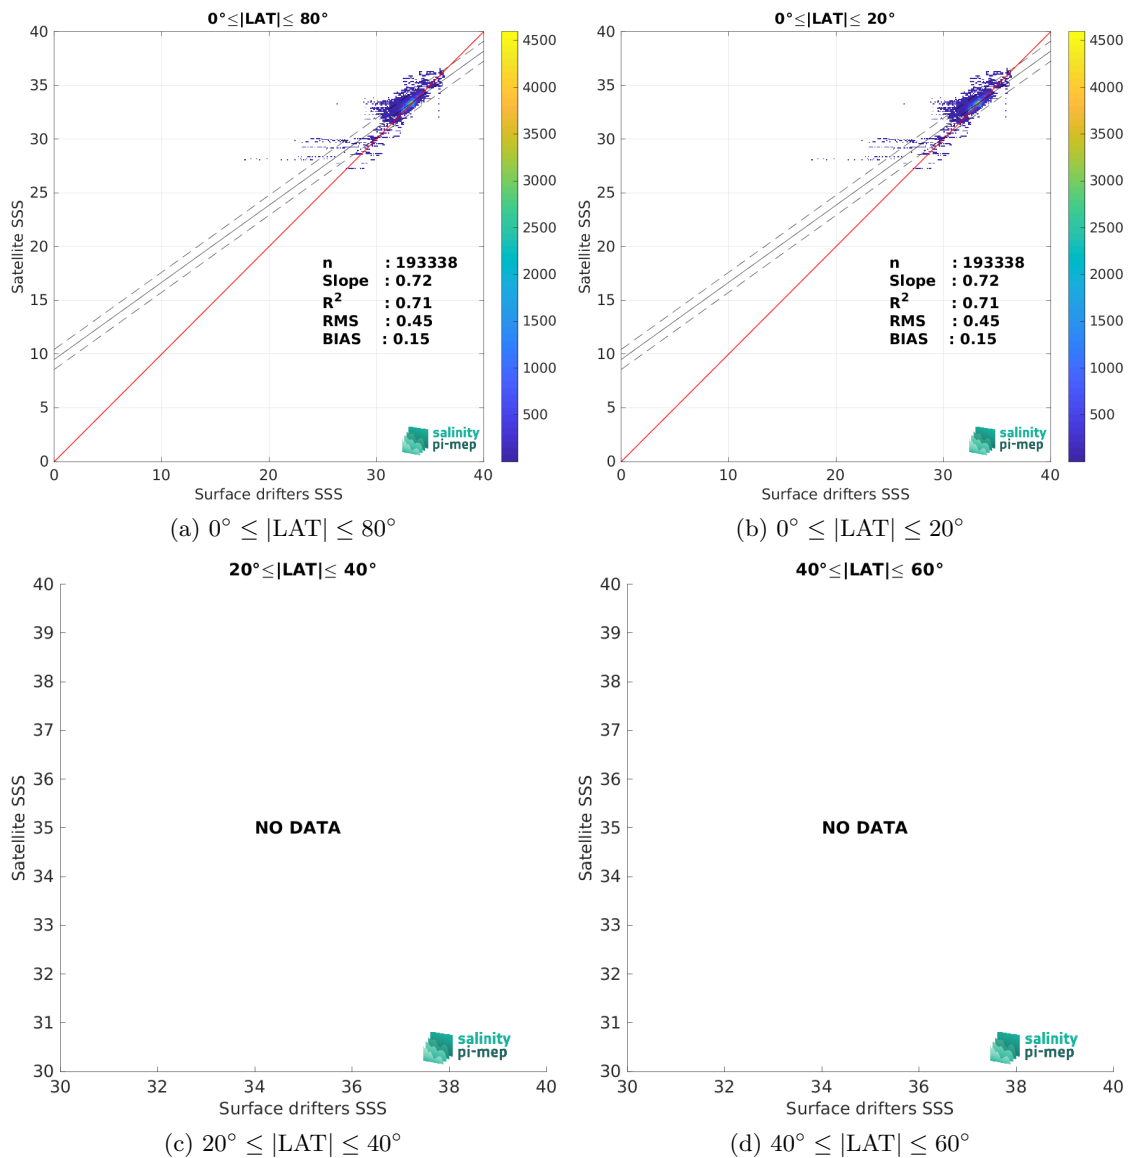 0°≤|LAT|≤ 80°
40
35
30
25
20
15
10
5
0
Satellite SSS
n : 193338
Slope : 0.72
R² : 0.71
RMS : 0.45
BIAS : 0.15
salinity
pi-mep
0 10 20 30 40
Surface drifters SSS
4500
4000
3500
3000
2500
2000
1500
1000
500
(a) 0° ≤ |LAT| ≤ 80°
0°≤|LAT|≤ 20°
40
35
30
25
20
15
10
5
0
Satellite SSS
n : 193338
Slope : 0.72
R² : 0.71
RMS : 0.45
BIAS : 0.15
salinity
pi-mep
0 10 20 30 40
Surface drifters SSS
4500
4000
3500
3000
2500
2000
1500
1000
500
(b) 0° ≤ |LAT| ≤ 20°
20°≤|LAT|≤ 40°
40
39
38
37
36
35
34
33
32
31
30
Satellite SSS
NO DATA
salinity
pi-mep
30 32 34 36 38 40
Surface drifters SSS
(c) 20° ≤ |LAT| ≤ 40°
40°≤|LAT|≤ 60°
40
39
38
37
36
35
34
33
32
31
30
Satellite SSS
NO DATA
salinity
pi-mep
30 32 34 36 38 40
Surface drifters SSS
(d) 40° ≤ |LAT| ≤ 60°